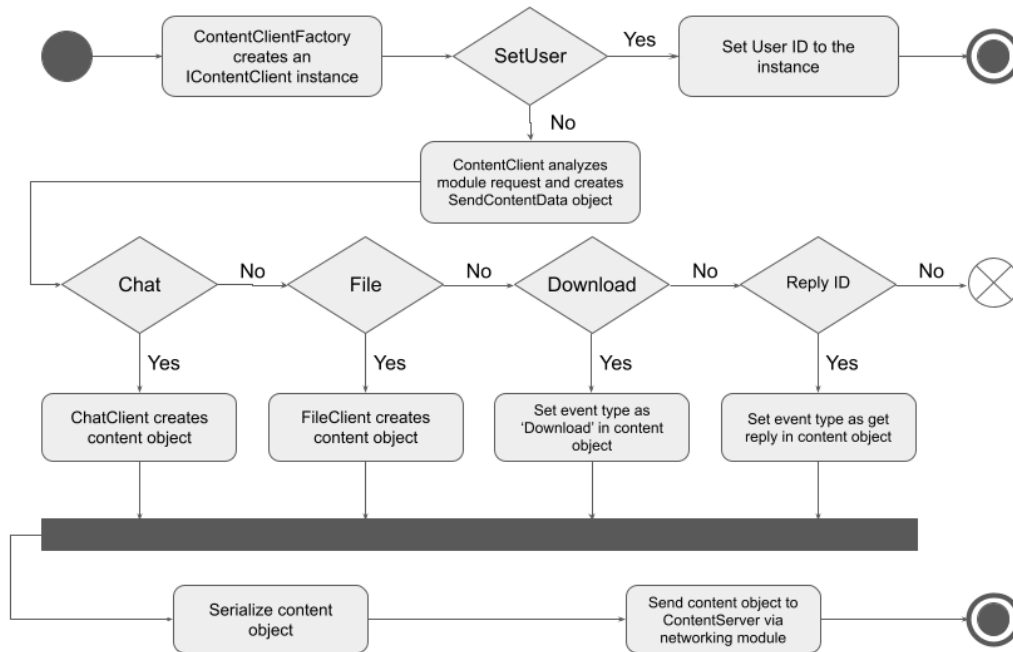 ContentClientFactory
creates an
IContentClient instance
SetUser
Yes
Set User ID to the
instance
No
ContentClient analyzes
module request and creates
SendContentData object
Chat
No
File
No
Download
No
Reply ID
No
Yes
Yes
Yes
Yes
ChatClient creates
content object
FileClient creates
content object
Set event type as
‘Download’ in content
object
Set event type as get
reply in content object
Serialize content
object
Send content object to
ContentServer via
networking module